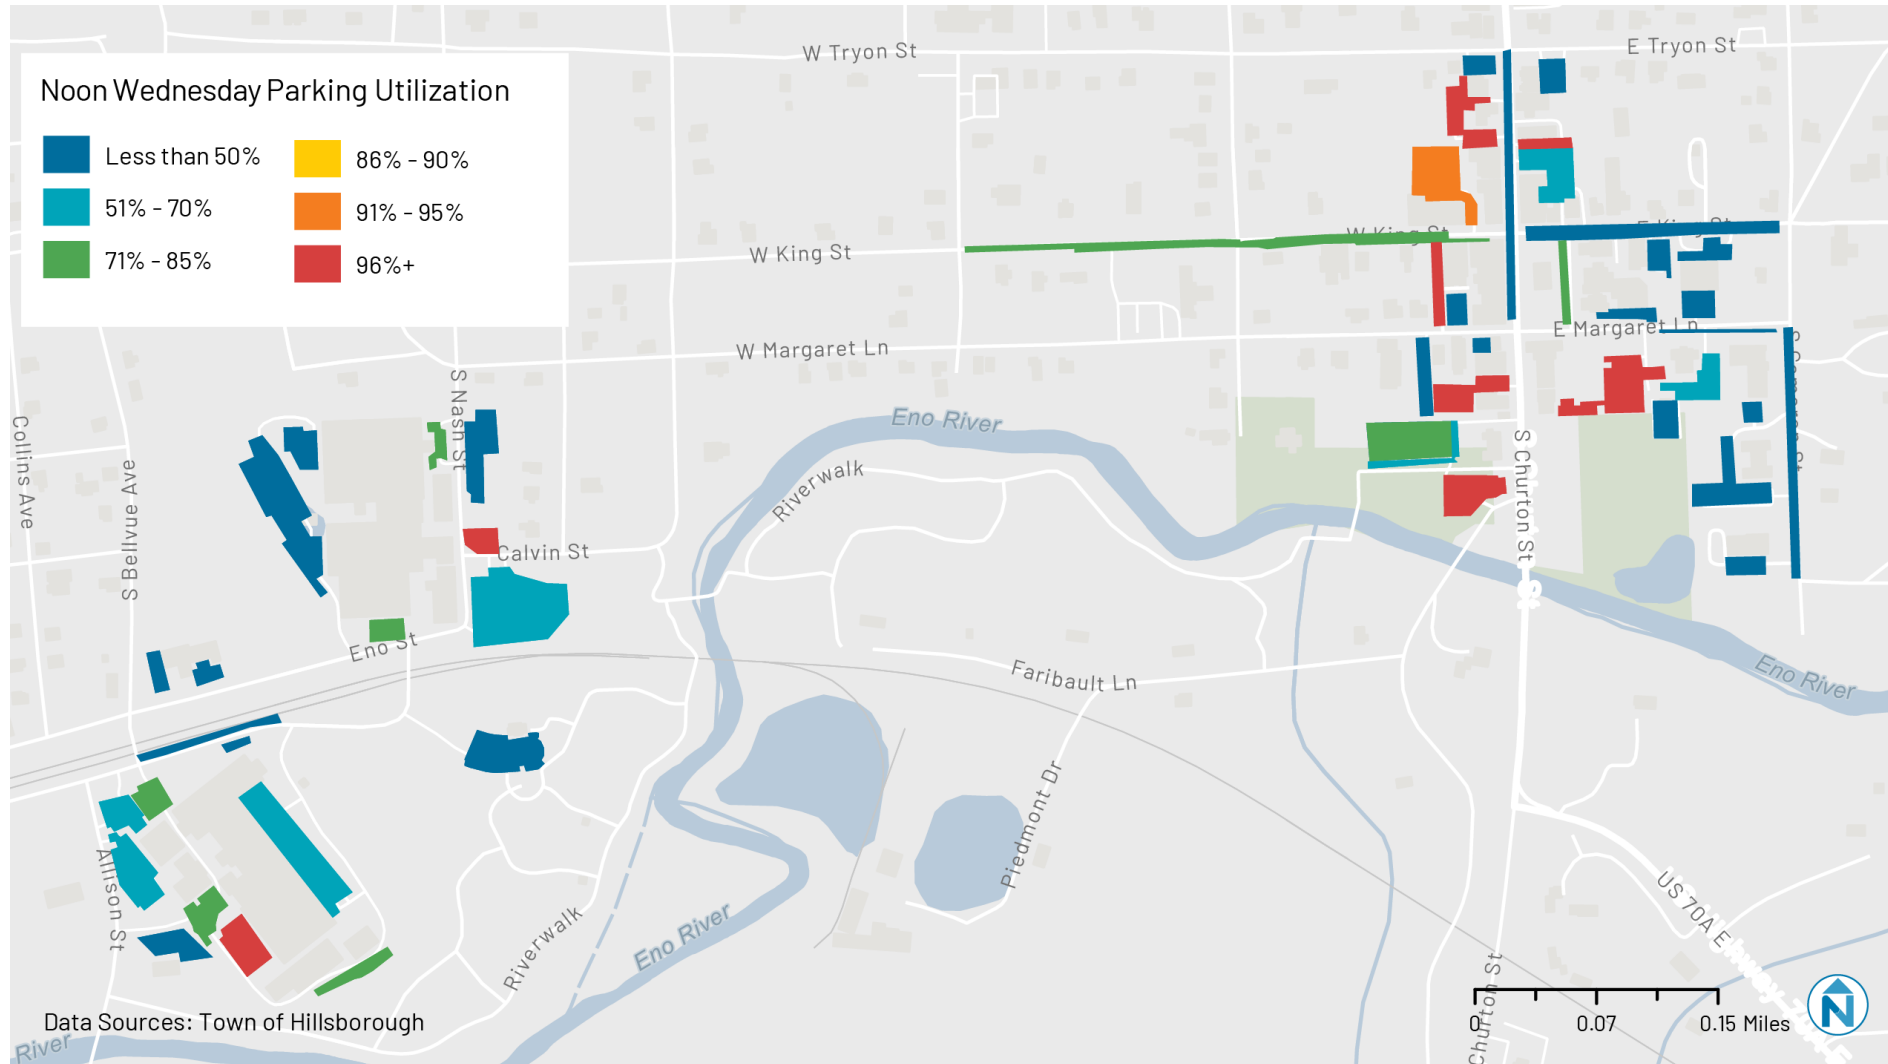 W Tryon St
E Tryon St
Noon Wednesday Parking Utilization
Less than 50%
86% - 90%
51% - 70%
91% - 95%
71% - 85%
96%+
W King St
W King St
E King St
W Margaret Ln
E Margaret Ln
S Nash St
Collins Ave
S Bellvue Ave
Eno River
Riverwalk
S Churton St
Calvin St
Eno St
Faribault Ln
Eno River
Piedmont Dr
Allison St
US 70A E
Riverwalk
Eno River
Churton St
Data Sources: Town of Hillsborough
0
0.07
0.15 Miles
N
River